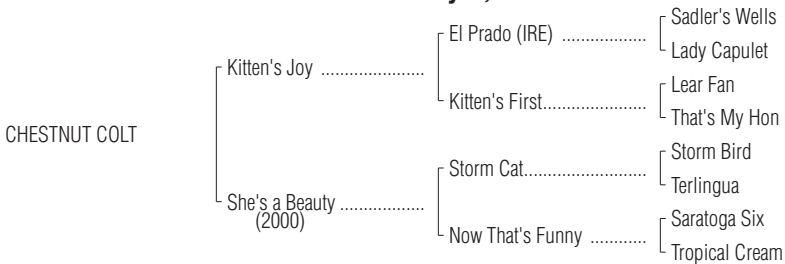 Sadler's Wells
El Prado (IRE) ..................
Lady Capulet
Kitten's Joy ......................
Lear Fan
Kitten's First......................
That's My Hon
CHESTNUT COLT
Storm Bird
Storm Cat..........................
Terlingua
She's a Beauty ..................
(2000)
Saratoga Six
Now That's Funny ............
Tropical Cream